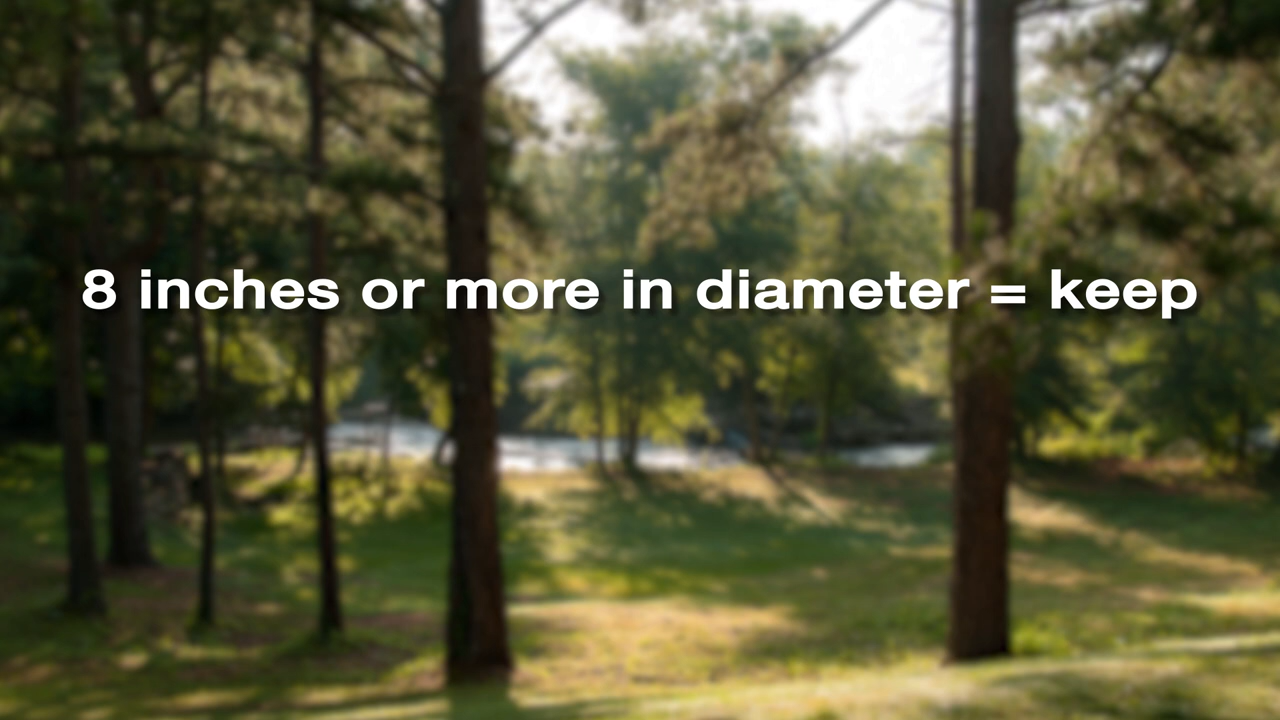 8 inches or more in diameter = keep